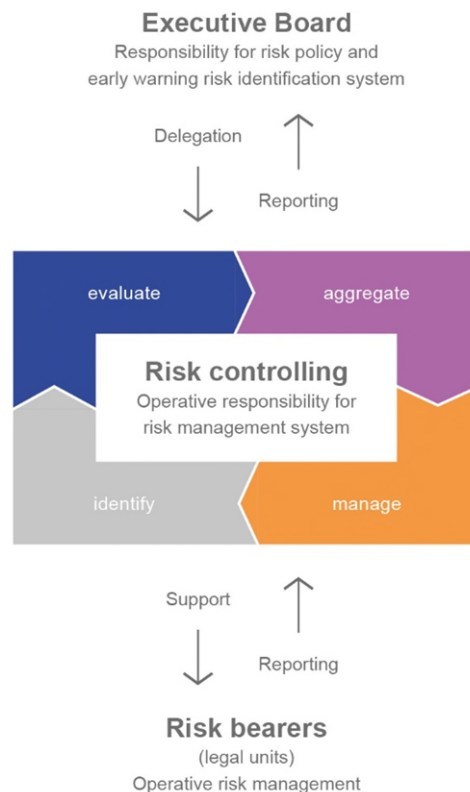 Executive Board
Responsibility for risk policy and
early warning risk identification system
Delegation
Reporting
evaluate
aggregate
Risk controlling
Operative responsibility for
risk management system
identify
manage
Support
Reporting
Risk bearers
(legal units)
Operative risk management